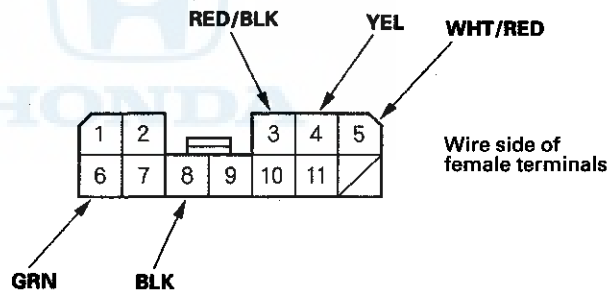 HONDA
RED/BLK
YEL
WHT/RED
1 2 3 4 5
6 7 8 9 10 11
Wire side of
female terminals
GRN
BLK